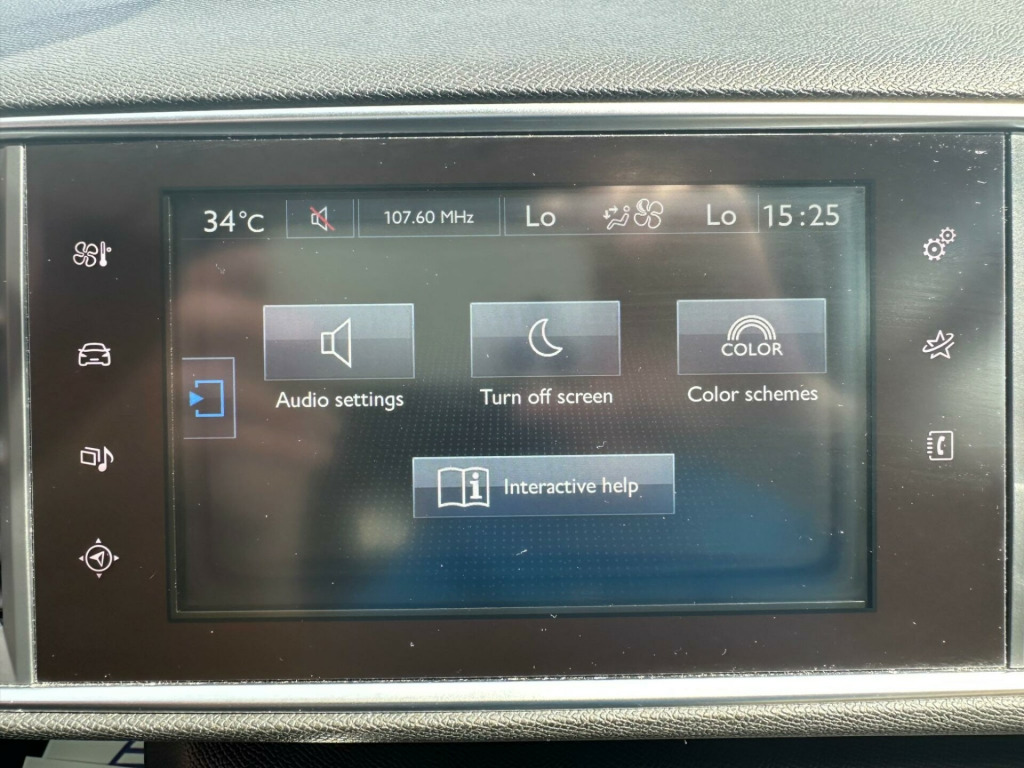 34°C
107.60 MHz
Lo
Lo
15:25
COLOR
Audio settings
Turn off screen
Color schemes
i Interactive help